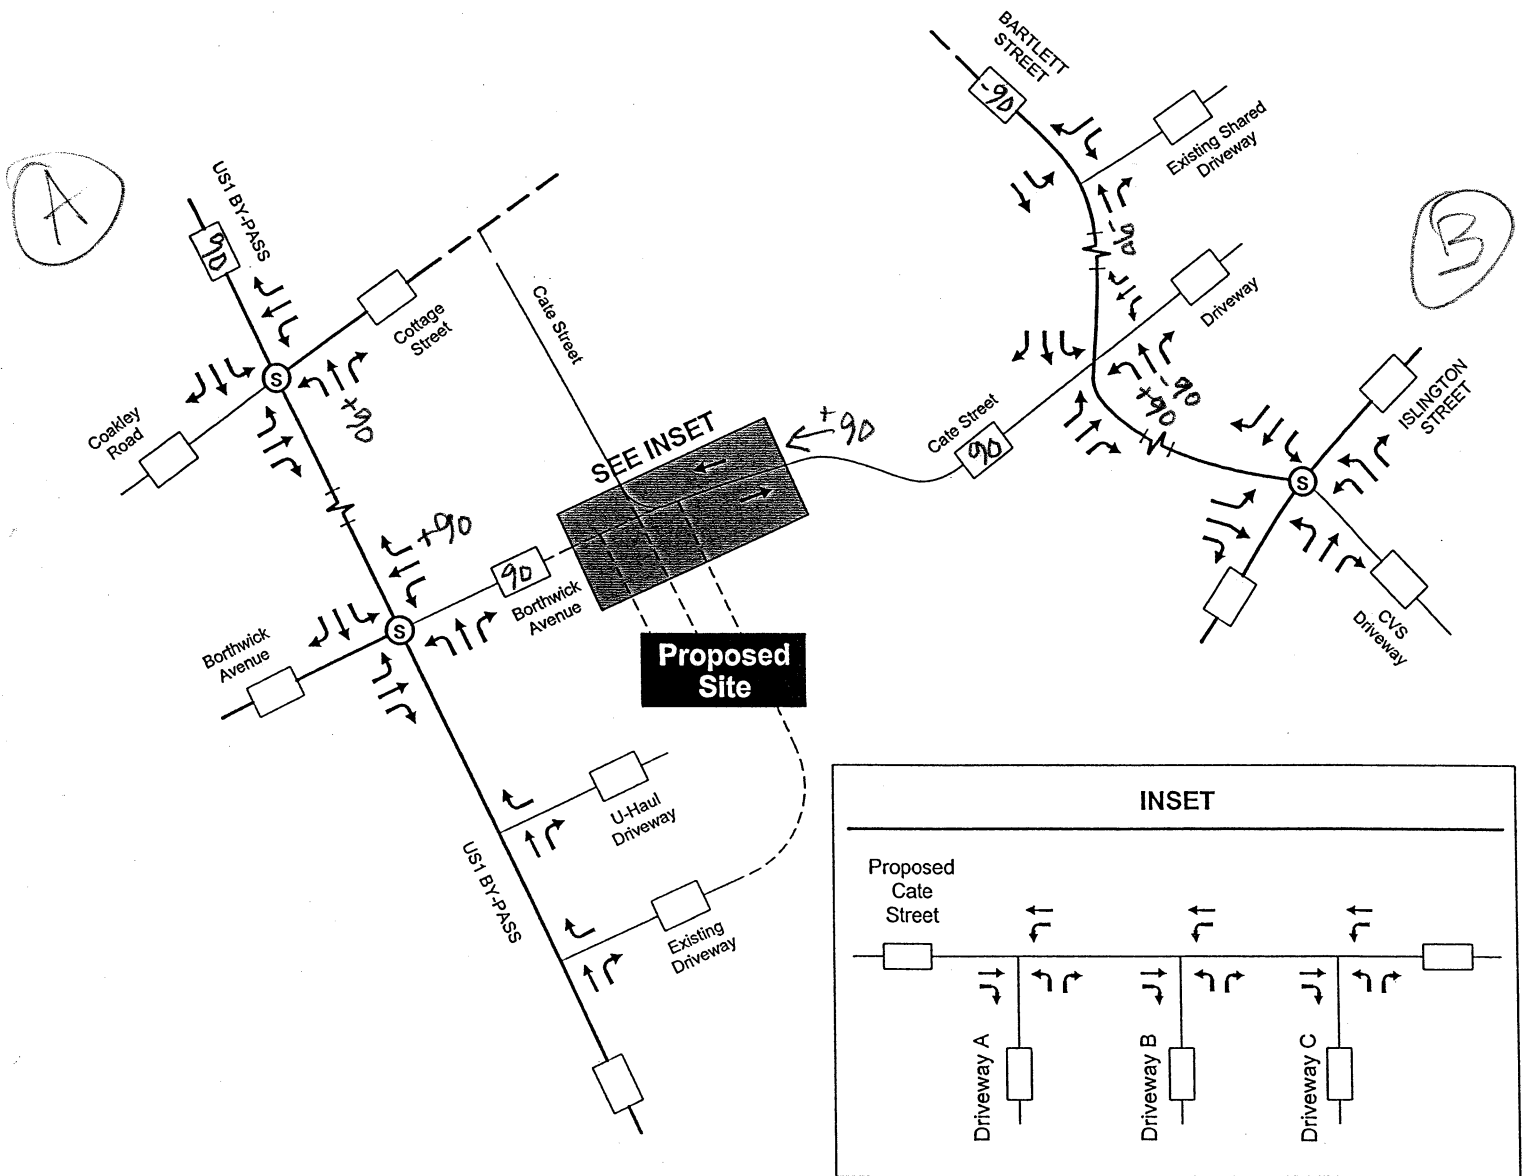 A
US1 BY-PASS
90
Cottage
Street
Coakley
Road
S
+90
Cate Street
SEE INSET
+90
+90
S
90
Borthwick
Avenue
Borthwick
Avenue
Proposed
Site
U-Haul
Driveway
US1 BY-PASS
Existing
Driveway
BARTLETT
STREET
-90
Existing Shared
Driveway
-90
B
Driveway
-90
+90
Cate Street
90
ISLINGTON
STREET
S
CVS
Driveway
INSET
Proposed
Cate
Street
Driveway A
Driveway B
Driveway C